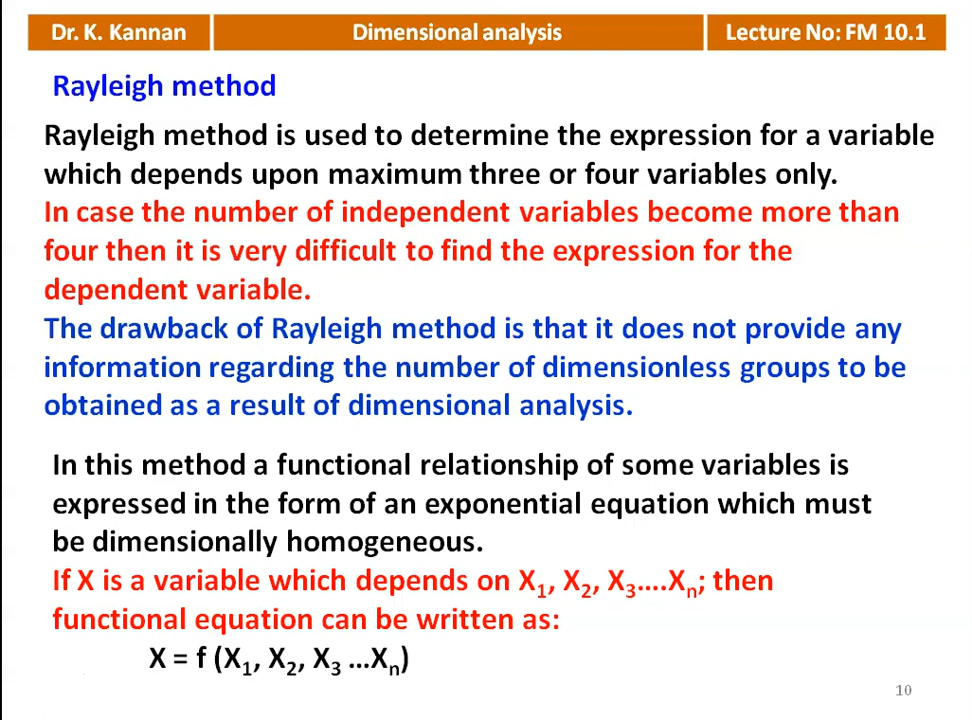 Dr. K. Kannan
Dimensional analysis
Lecture No: FM 10.1
Rayleigh method
Rayleigh method is used to determine the expression for a variable
which depends upon maximum three or four variables only.
In case the number of independent variables become more than
four then it is very difficult to find the expression for the
dependent variable.
The drawback of Rayleigh method is that it does not provide any
information regarding the number of dimensionless groups to be
obtained as a result of dimensional analysis.
In this method a functional relationship of some variables is
expressed in the form of an exponential equation which must
be dimensionally homogeneous.
If X is a variable which depends on X₁, X₂, X₃....Xₙ; then
functional equation can be written as:
X = f (X₁, X₂, X₃ ...Xₙ)
10